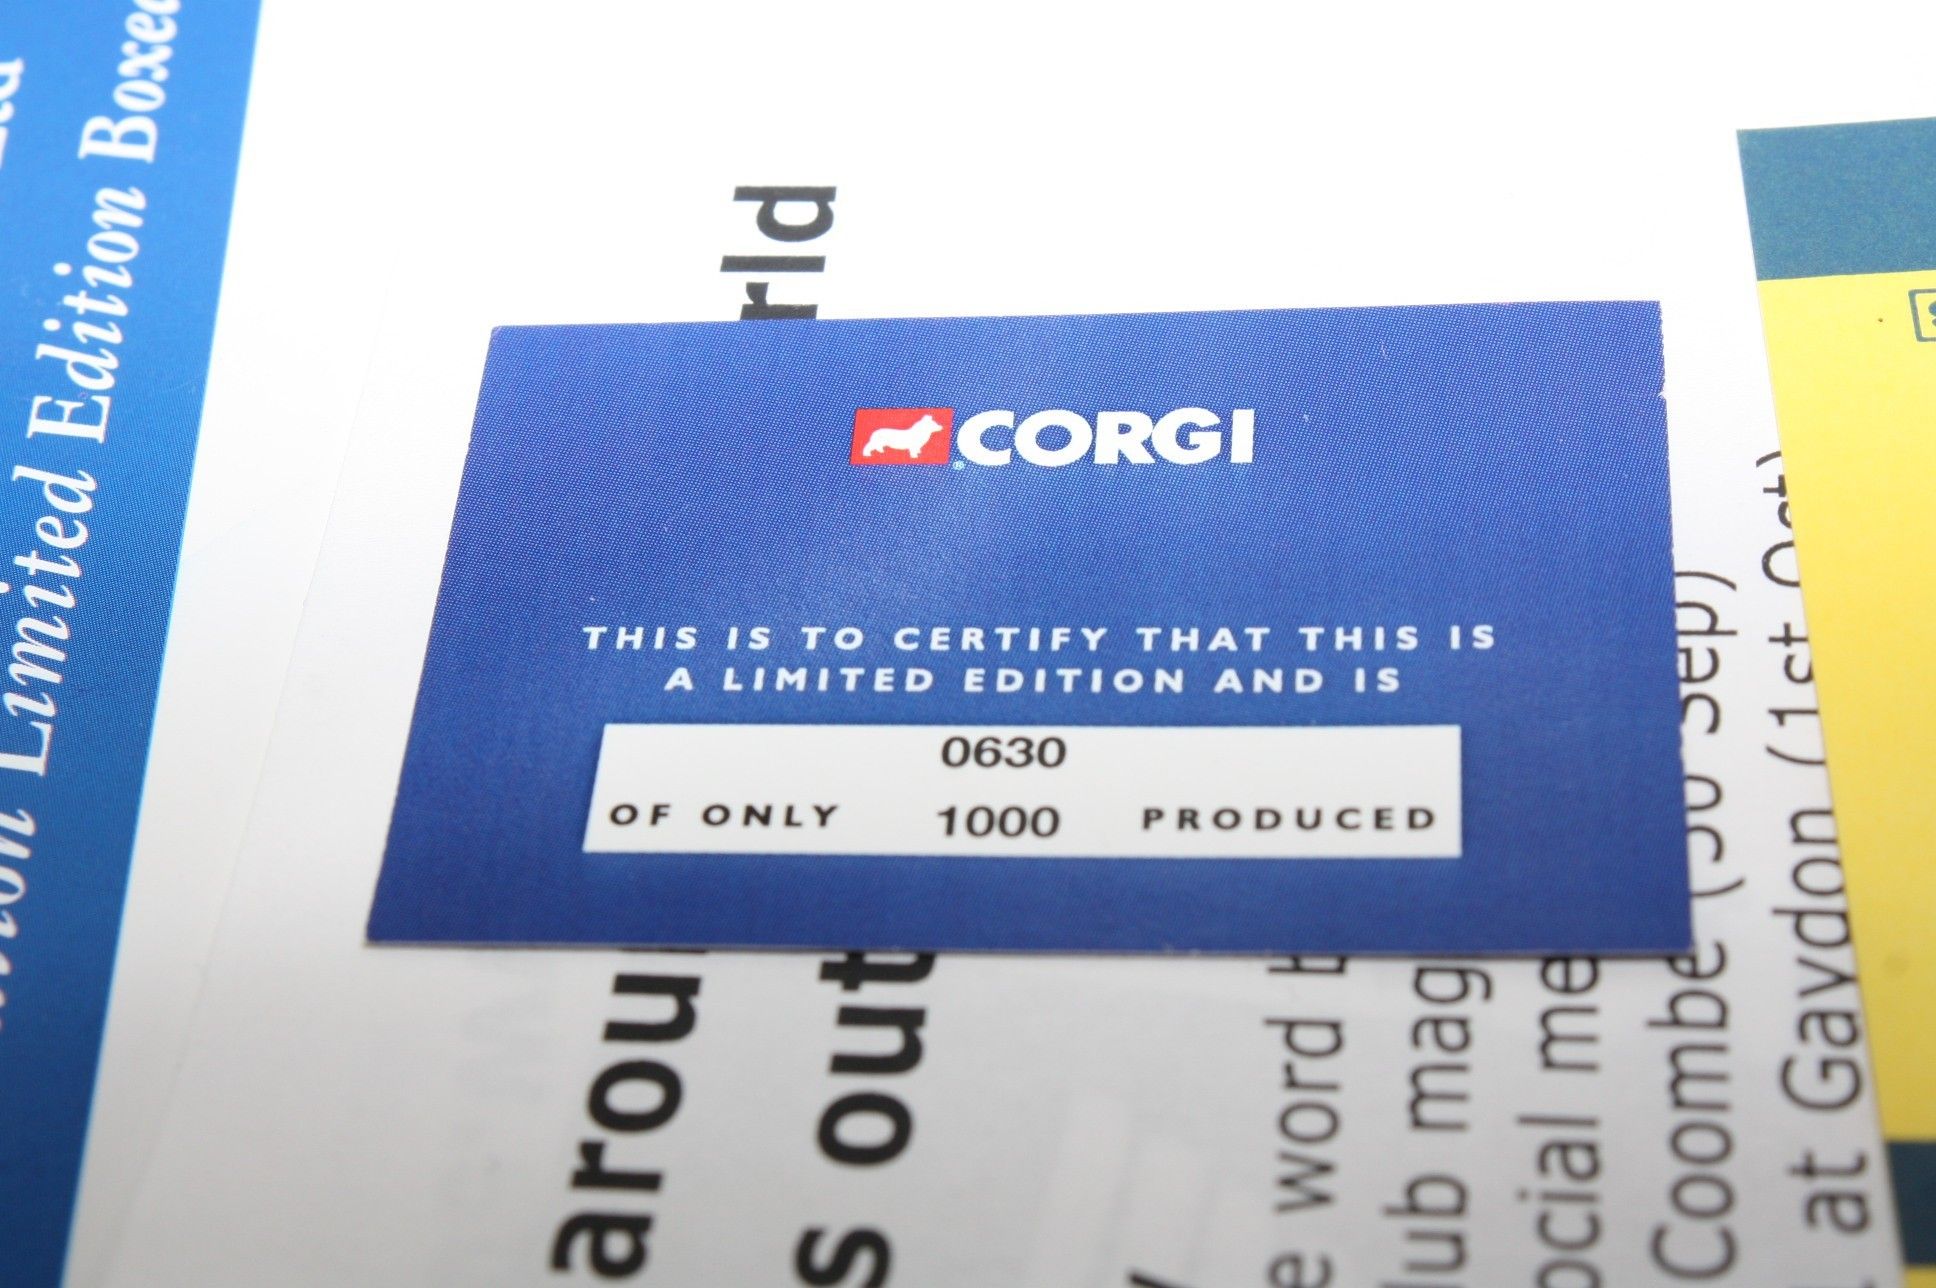 Limited Edition Boxed
rld
CORGI
THIS IS TO CERTIFY THAT THIS IS
A LIMITED EDITION AND IS
0630
OF ONLY 1000 PRODUCED
arou
s out
e word
lub mag
ocial me
Coombe (30 Sep)
at Gaydon (1st Oct)